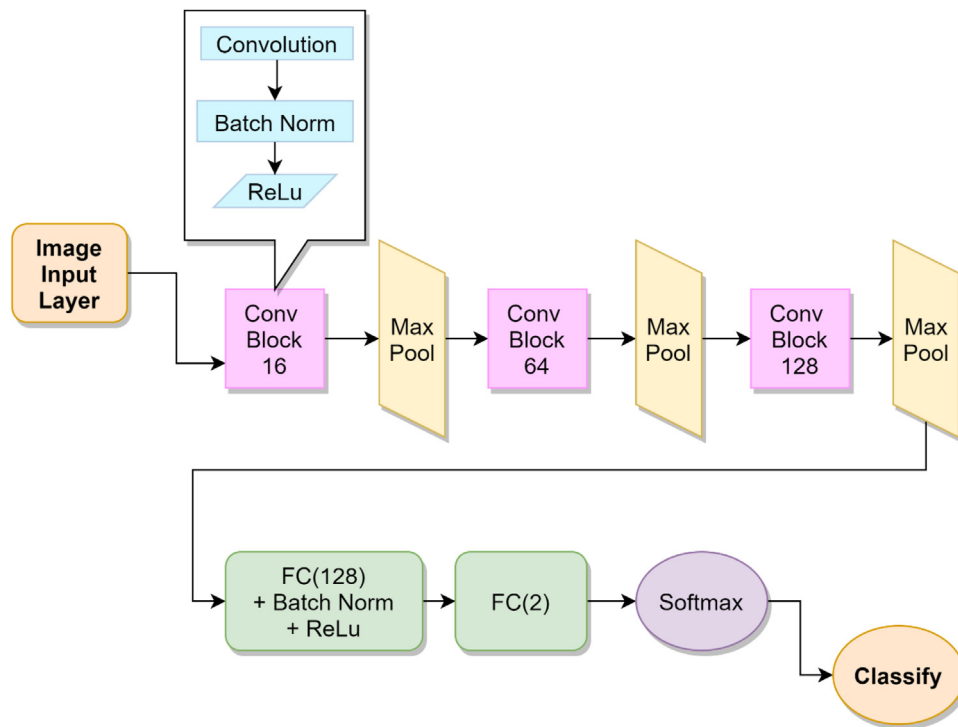 Convolution
Batch Norm
ReLu
Image
Input
Layer
Conv
Block
16
Max
Pool
Conv
Block
64
Max
Pool
Conv
Block
128
Max
Pool
FC(128)
+ Batch Norm
+ ReLu
FC(2)
Softmax
Classify